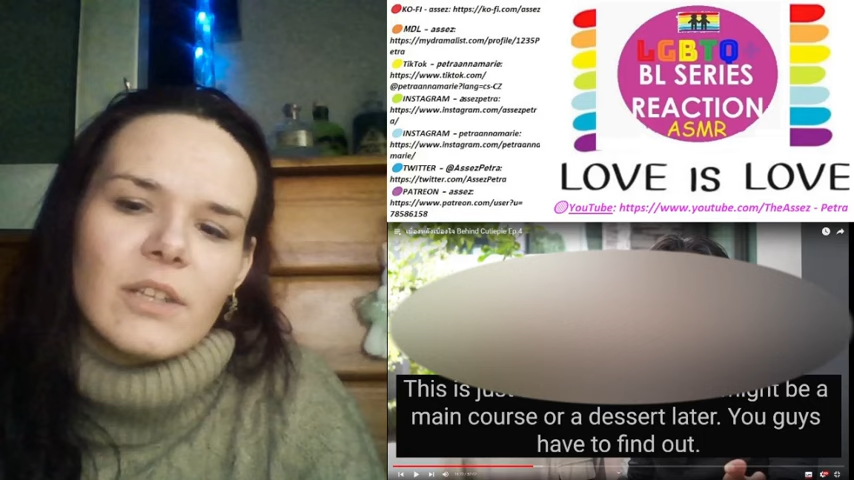 KO-FI - assez: https://ko-fi.com/assez
MDL – assez:
https://mydramalist.com/profile/1235P
etra
TikTok – petraannamarie:
https://www.tiktok.com/
@petraannamarie?lang=cs-CZ
INSTAGRAM – assezpetra:
https://www.instagram.com/assezpetr
a/
INSTAGRAM – petraannamarie:
https://www.instagram.com/petraanna
marie/
TWITTER – @AssezPetra:
https://twitter.com/AssezPetra
PATREON – assez:
https://www.patreon.com/user?u=
78586158
LGBTQ+
BL SERIES
REACTION
ASMR
LOVE is LOVE
YouTube: https://www.youtube.com/TheAssez - Petra
Behind Cutiepie Ep.4
This is just might be a
main course or a dessert later. You guys
have to find out.